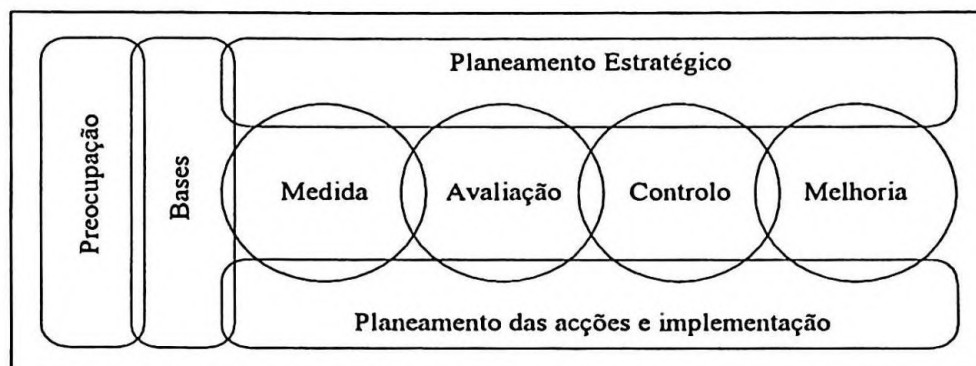 Preocupação
Bases
Planeamento Estratégico
Medida
Avaliação
Controlo
Melhoria
Planeamento das acções e implementação